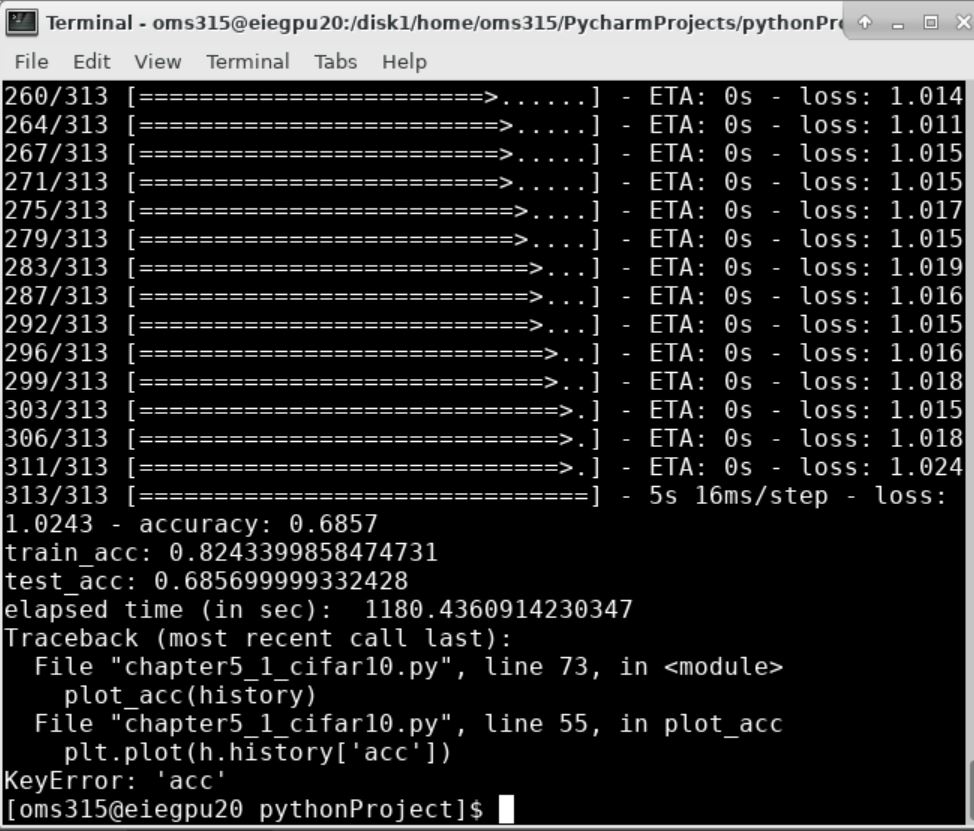 Terminal - oms315@eiegpu20:/disk1/home/oms315/PycharmProjects/pythonPr
File Edit View Terminal Tabs Help
260/313 [=======================>......] - ETA: 0s - loss: 1.014
264/313 [========================>.....] - ETA: 0s - loss: 1.011
267/313 [========================>.....] - ETA: 0s - loss: 1.015
271/313 [========================>.....] - ETA: 0s - loss: 1.015
275/313 [=========================>....] - ETA: 0s - loss: 1.017
279/313 [=========================>....] - ETA: 0s - loss: 1.015
283/313 [==========================>...] - ETA: 0s - loss: 1.019
287/313 [==========================>...] - ETA: 0s - loss: 1.016
292/313 [==========================>...] - ETA: 0s - loss: 1.015
296/313 [===========================>..] - ETA: 0s - loss: 1.016
299/313 [===========================>..] - ETA: 0s - loss: 1.018
303/313 [============================>.] - ETA: 0s - loss: 1.015
306/313 [============================>.] - ETA: 0s - loss: 1.018
311/313 [============================>.] - ETA: 0s - loss: 1.024
313/313 [==============================] - 5s 16ms/step - loss:
1.0243 - accuracy: 0.6857
train_acc: 0.8243399858474731
test_acc: 0.685699999332428
elapsed time (in sec):  1180.4360914230347
Traceback (most recent call last):
  File "chapter5_1_cifar10.py", line 73, in <module>
    plot_acc(history)
  File "chapter5_1_cifar10.py", line 55, in plot_acc
    plt.plot(h.history['acc'])
KeyError: 'acc'
[oms315@eiegpu20 pythonProject]$